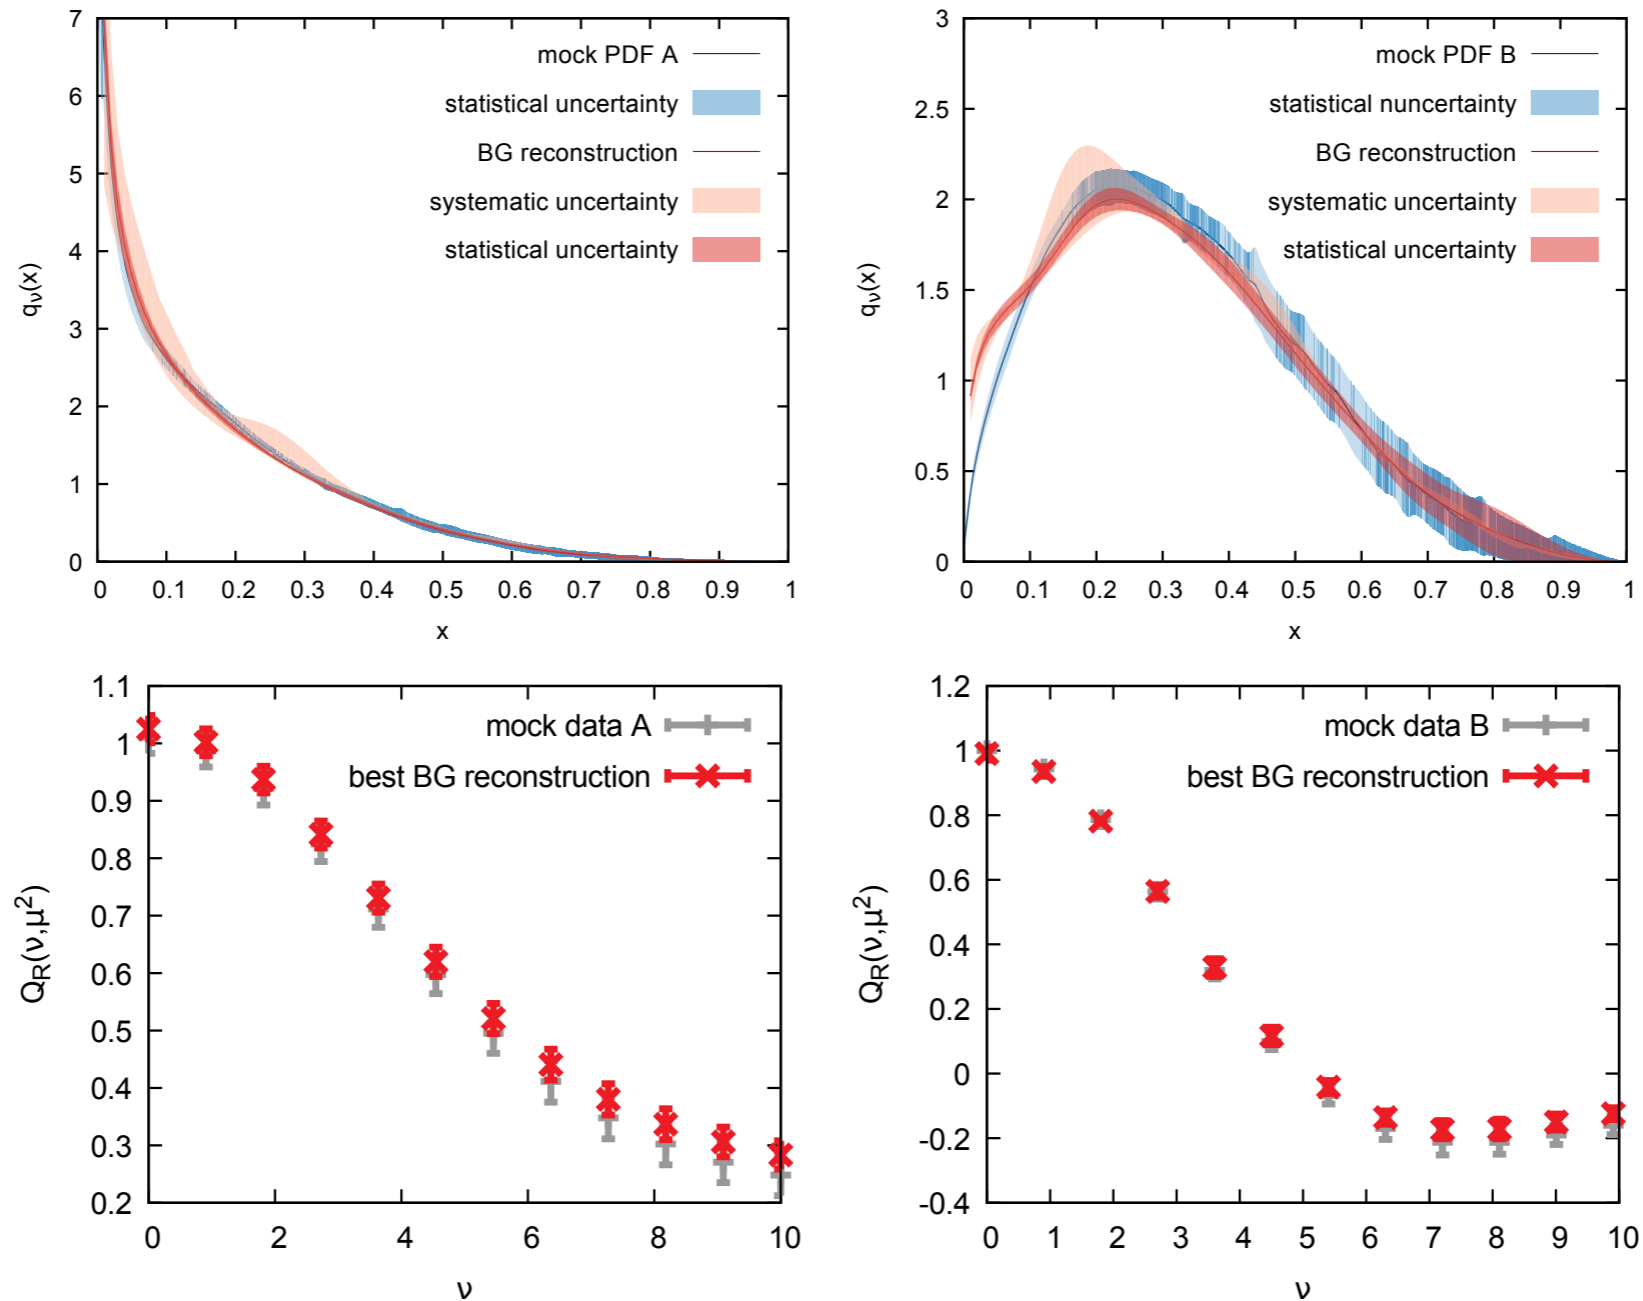 7
6
5
4
3
2
1
0
q_ν(x)
mock PDF A
statistical uncertainty
BG reconstruction
systematic uncertainty
statistical uncertainty
0 0.1 0.2 0.3 0.4 0.5 0.6 0.7 0.8 0.9 1
x
3
2.5
2
1.5
1
0.5
0
q_ν(x)
mock PDF B
statistical nuncertainty
BG reconstruction
systematic uncertainty
statistical uncertainty
0 0.1 0.2 0.3 0.4 0.5 0.6 0.7 0.8 0.9 1
x
1.1
1
0.9
0.8
0.7
0.6
0.5
0.4
0.3
0.2
Q_R(ν,μ²)
mock data A
best BG reconstruction
0 2 4 6 8 10
ν
1.2
1
0.8
0.6
0.4
0.2
0
-0.2
-0.4
Q_R(ν,μ²)
mock data B
best BG reconstruction
0 1 2 3 4 5 6 7 8 9 10
ν